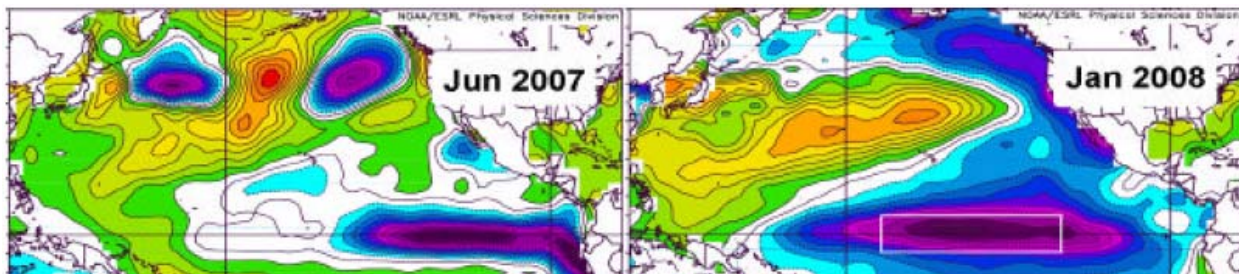 NOAA/ESRL Physical Sciences Division
Jun 2007
NOAA/ESRL Physical Sciences Division
Jan 2008